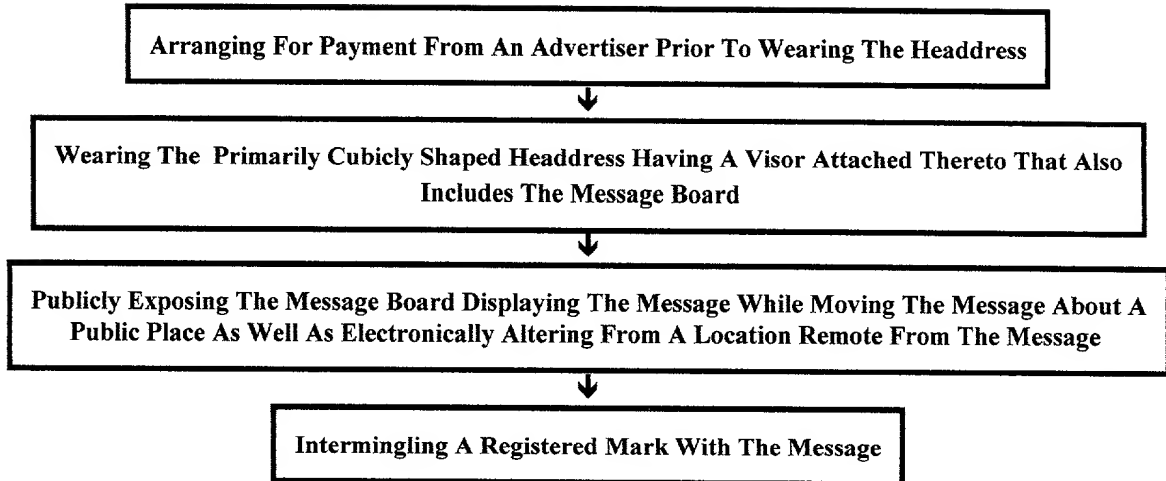 Arranging For Payment From An Advertiser Prior To Wearing The Headdress
Wearing The Primarily Cubicly Shaped Headdress Having A Visor Attached Thereto That Also
Includes The Message Board
Publicly Exposing The Message Board Displaying The Message While Moving The Message About A
Public Place As Well As Electronically Altering From A Location Remote From The Message
Intermingling A Registered Mark With The Message